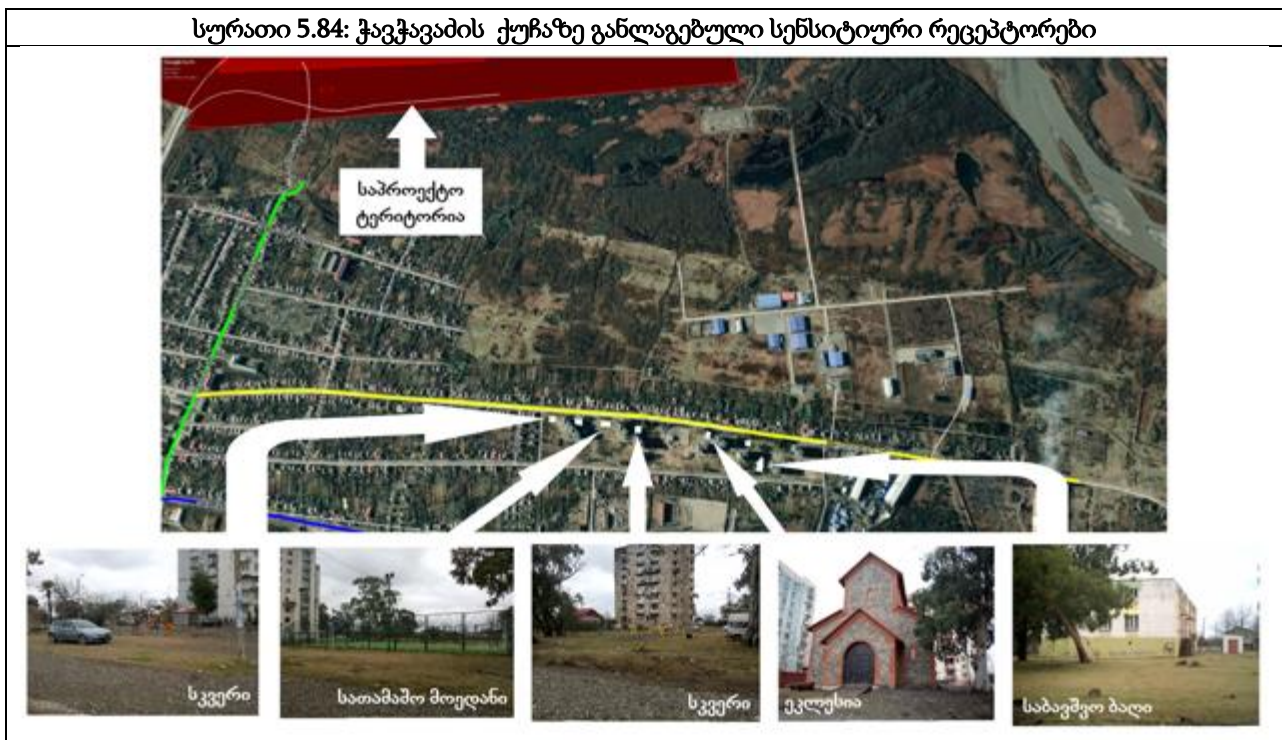 სურათი 5.84: ჭავჭავაძის ქუჩაზე განლაგებული სენსიტიური რეცეპტორები
საპროექტო
ტერიტორია
სკვერი
სათამაშო მოედანი
სკვერი
ეკლესია
საბავშვო ბაღი